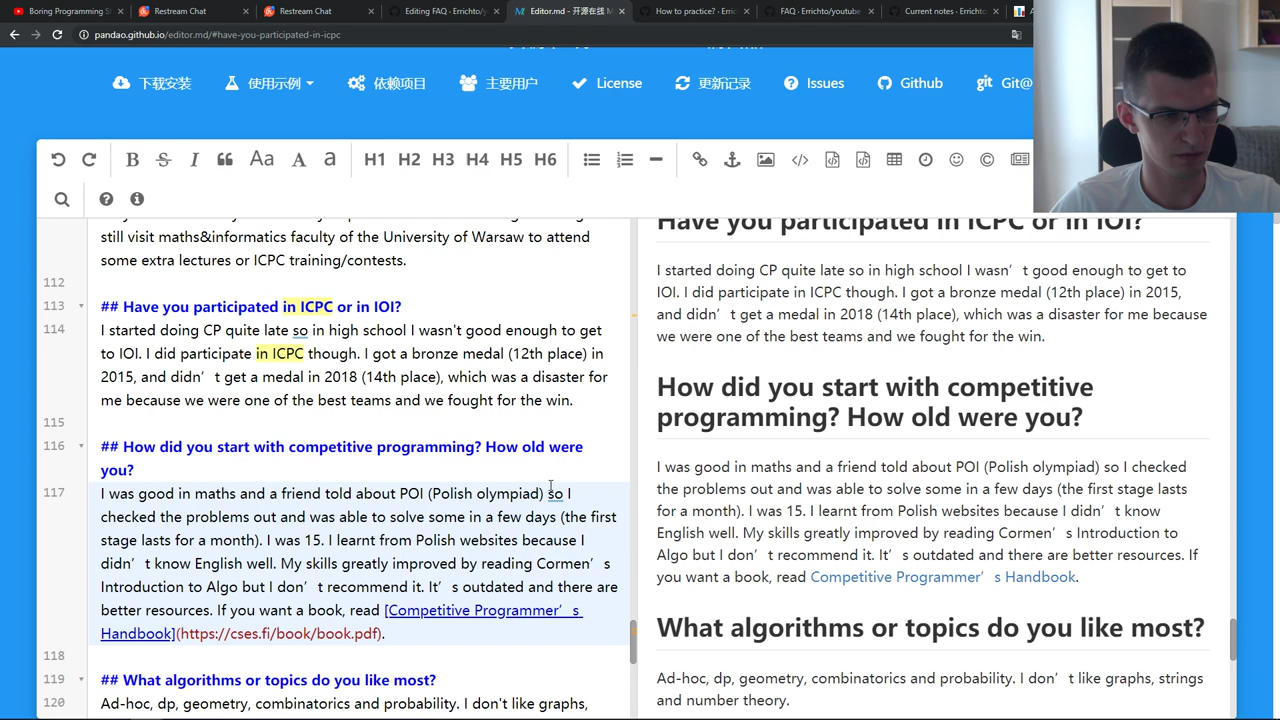 Boring Programming S
Restream Chat
Restream Chat
Editing FAQ · Errichto/y
Editor.md - 开源在线 M
How to practice? · Errich
FAQ · Errichto/youtube
Current notes · Errichto
pandao.github.io/editor.md/#have-you-participated-in-icpc
下载安装
使用示例
依赖项目
主要用户
License
更新记录
Issues
Github
Git@
B S I Aa A a H1 H2 H3 H4 H5 H6
still visit maths&informatics faculty of the University of Warsaw to attend
some extra lectures or ICPC training/contests.
112
113 ## Have you participated in ICPC or in IOI?
114 I started doing CP quite late so in high school I wasn't good enough to get
to IOI. I did participate in ICPC though. I got a bronze medal (12th place) in
2015, and didn’t get a medal in 2018 (14th place), which was a disaster for
me because we were one of the best teams and we fought for the win.
115
116 ## How did you start with competitive programming? How old were
you?
117 I was good in maths and a friend told about POI (Polish olympiad) so I
checked the problems out and was able to solve some in a few days (the first
stage lasts for a month). I was 15. I learnt from Polish websites because I
didn’t know English well. My skills greatly improved by reading Cormen’s
Introduction to Algo but I don’t recommend it. It’s outdated and there are
better resources. If you want a book, read [Competitive Programmer’s
Handbook](https://cses.fi/book/book.pdf).
118
119 ## What algorithms or topics do you like most?
120 Ad-hoc, dp, geometry, combinatorics and probability. I don't like graphs,
Have you participated in ICPC or in IOI?
I started doing CP quite late so in high school I wasn’t good enough to get to
IOI. I did participate in ICPC though. I got a bronze medal (12th place) in 2015,
and didn’t get a medal in 2018 (14th place), which was a disaster for me because
we were one of the best teams and we fought for the win.
How did you start with competitive
programming? How old were you?
I was good in maths and a friend told about POI (Polish olympiad) so I checked
the problems out and was able to solve some in a few days (the first stage lasts
for a month). I was 15. I learnt from Polish websites because I didn’t know
English well. My skills greatly improved by reading Cormen’s Introduction to
Algo but I don’t recommend it. It’s outdated and there are better resources. If
you want a book, read Competitive Programmer’s Handbook.
What algorithms or topics do you like most?
Ad-hoc, dp, geometry, combinatorics and probability. I don’t like graphs, strings
and number theory.